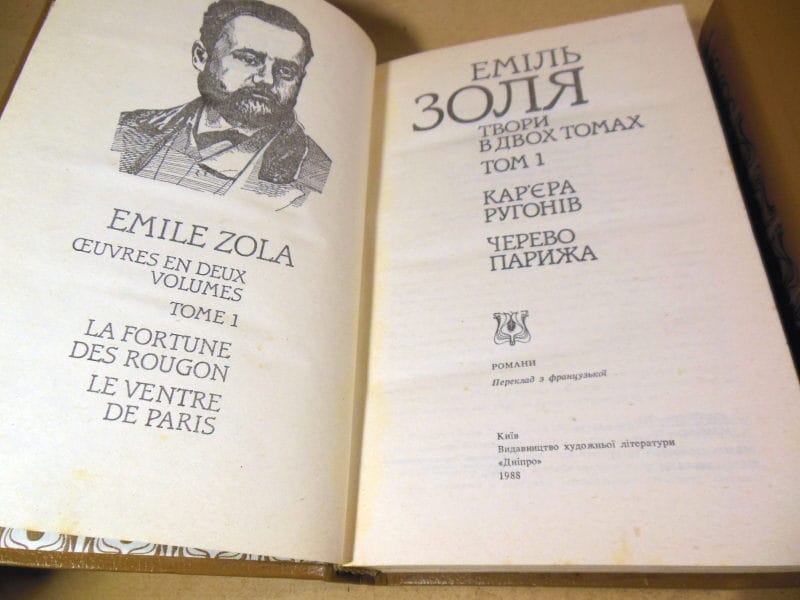 EMILE ZOLA
ŒUVRES EN DEUX
VOLUMES
TOME 1
LA FORTUNE
DES ROUGON
LE VENTRE
DE PARIS
ЕМІЛЬ
ЗОЛЯ
ТВОРИ
В ДВОХ ТОМАХ
ТОМ 1
КАР'ЄРА
РУГОНІВ
ЧЕРЕВО
ПАРИЖА
РОМАНИ
Переклад з французької
Київ
Видавництво художньої літератури
«Дніпро»
1988